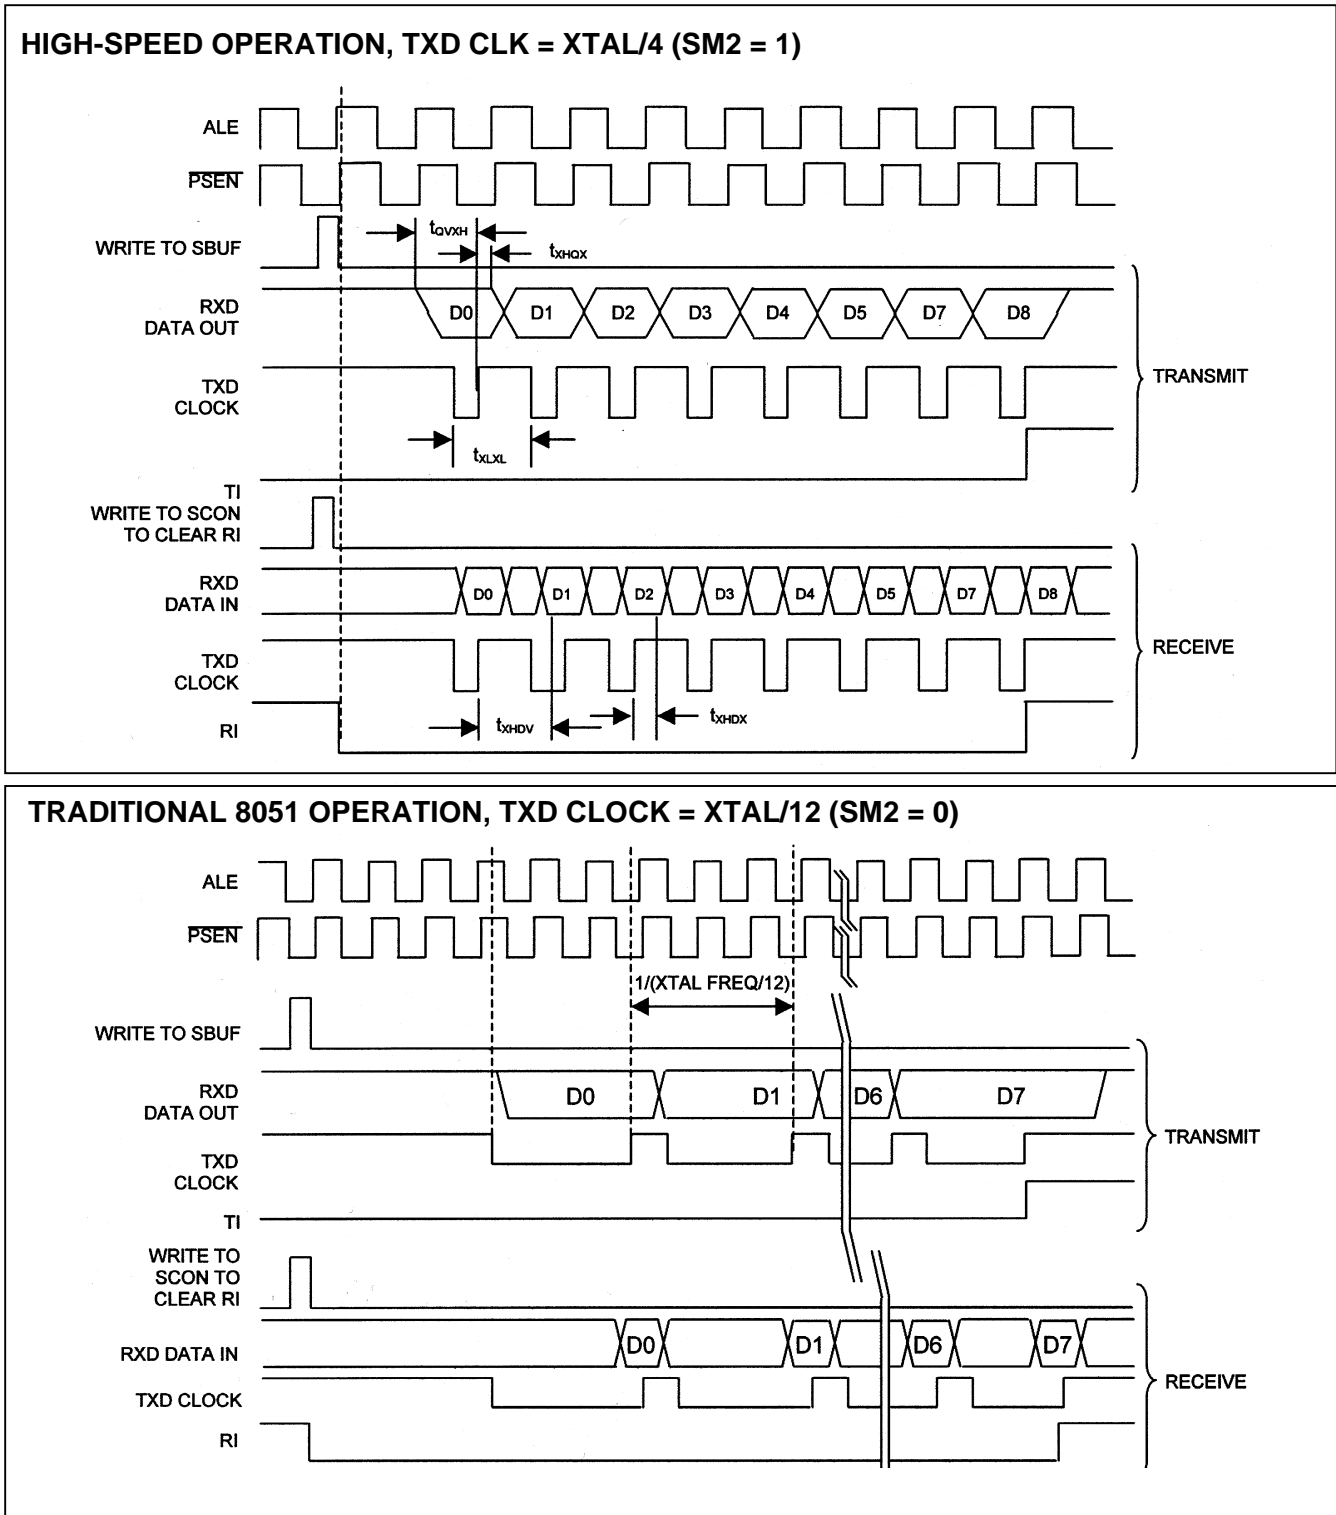 HIGH-SPEED OPERATION, TXD CLK = XTAL/4 (SM2 = 1)
ALE
PSEN
WRITE TO SBUF
tQVXH
tXHQX
RXD
DATA OUT
D0 D1 D2 D3 D4 D5 D7 D8
TXD
CLOCK
TRANSMIT
tXLXL
TI
WRITE TO SCON
TO CLEAR RI
RXD
DATA IN
D0 D1 D2 D3 D4 D5 D7 D8
TXD
CLOCK
RECEIVE
RI
tXHDV
tXHDX
TRADITIONAL 8051 OPERATION, TXD CLOCK = XTAL/12 (SM2 = 0)
ALE
PSEN
1/(XTAL FREQ/12)
WRITE TO SBUF
RXD
DATA OUT
D0 D1 D6 D7
TXD
CLOCK
TRANSMIT
TI
WRITE TO
SCON TO
CLEAR RI
RXD DATA IN
D0 D1 D6 D7
TXD CLOCK
RECEIVE
RI